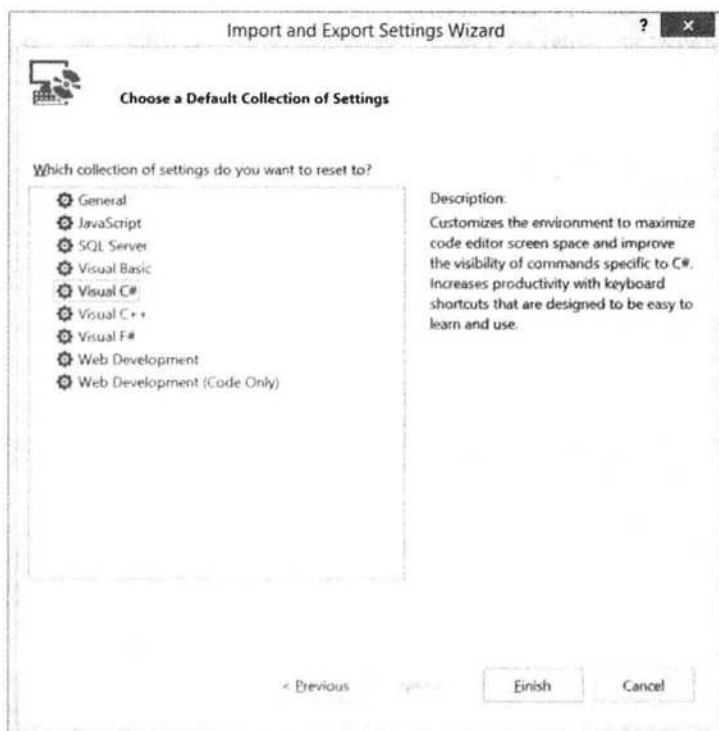 Import and Export Settings Wizard
? ×
Choose a Default Collection of Settings
Which collection of settings do you want to reset to?
General
JavaScript
SQL Server
Visual Basic
Visual C#
Visual C++
Visual F#
Web Development
Web Development (Code Only)
Description:
Customizes the environment to maximize
code editor screen space and improve
the visibility of commands specific to C#.
Increases productivity with keyboard
shortcuts that are designed to be easy to
learn and use.
< Previous
Finish
Cancel